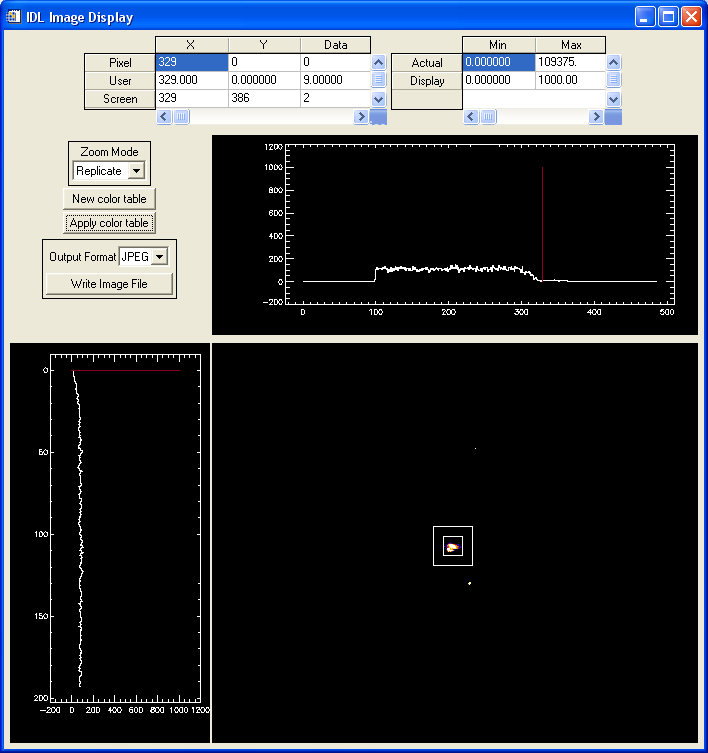 IDL Image Display
X Y Data
Pixel 329 0 0
User 329.000 0.000000 9.00000
Screen 329 386 2
Min Max
Actual 0.000000 109375.
Display 0.000000 1000.00
Zoom Mode
Replicate
New color table
Apply color table
Output Format JPEG
Write Image File
1200
1000
800
600
400
200
0
-200
0 100 200 300 400 500
0
50
100
150
200
-200 0 200 400 600 800 1000 1200